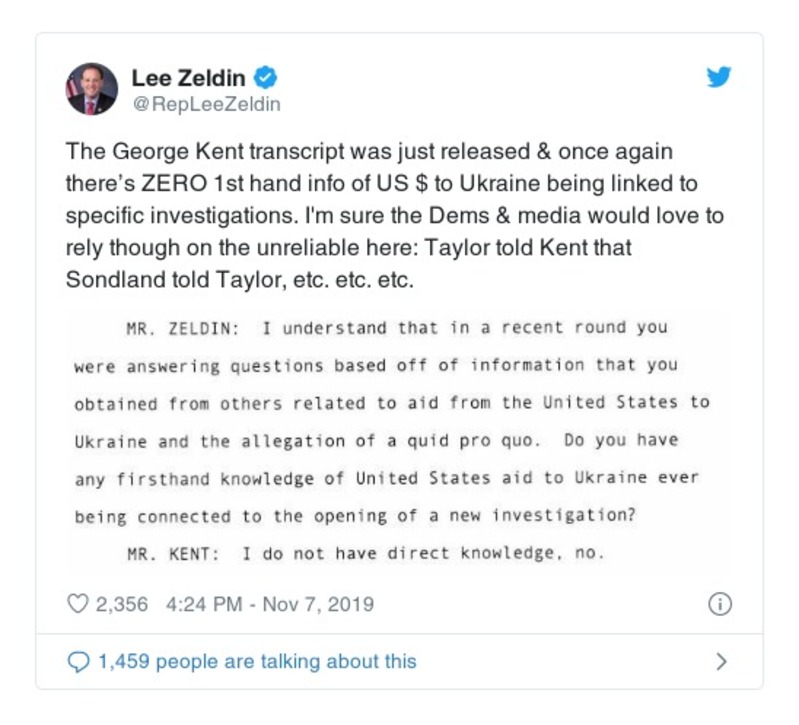 Lee Zeldin
@RepLeeZeldin
The George Kent transcript was just released & once again
there's ZERO 1st hand info of US $ to Ukraine being linked to
specific investigations. I'm sure the Dems & media would love to
rely though on the unreliable here: Taylor told Kent that
Sondland told Taylor, etc. etc. etc.
MR. ZELDIN: I understand that in a recent round you
were answering questions based off of information that you
obtained from others related to aid from the United States to
Ukraine and the allegation of a quid pro quo. Do you have
any firsthand knowledge of United States aid to Ukraine ever
being connected to the opening of a new investigation?
MR. KENT: I do not have direct knowledge, no.
2,356 4:24 PM - Nov 7, 2019
1,459 people are talking about this